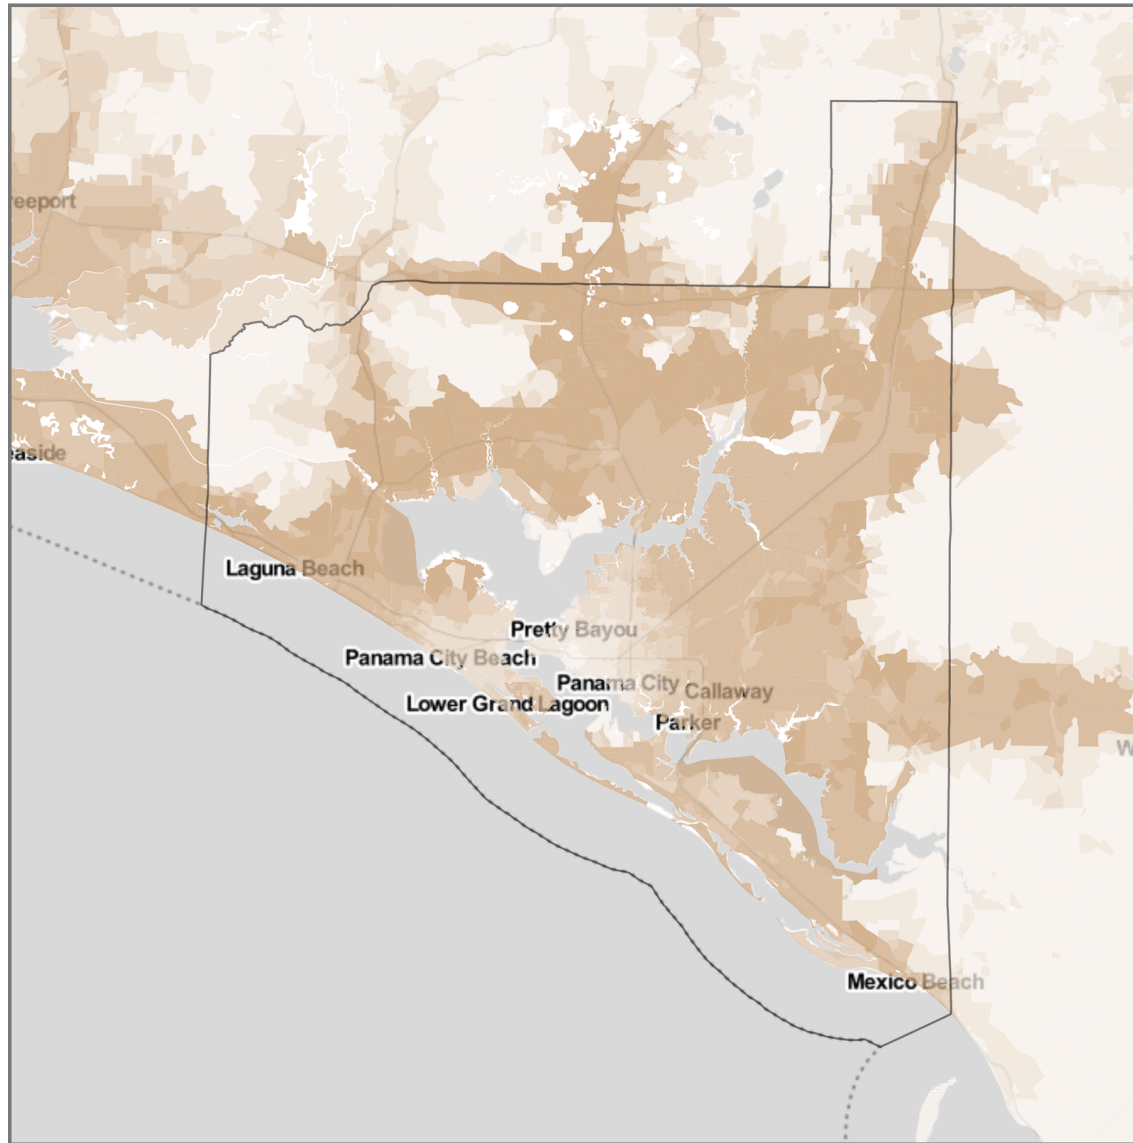 reeport
easide
Laguna Beach
Pretty Bayou
Panama City Beach
Panama City
Callaway
Lower Grand Lagoon
Parker
W
Mexico Beach